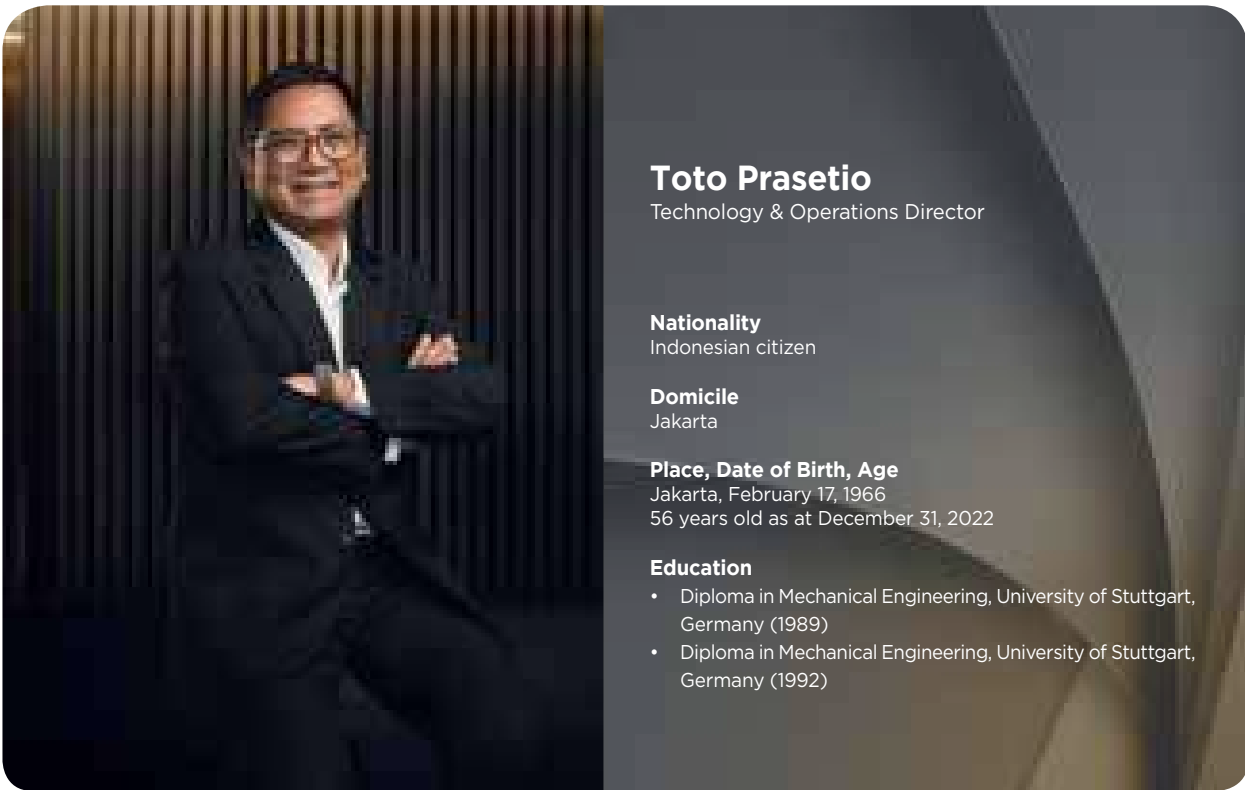 Toto Prasetio
Technology & Operations Director
Nationality
Indonesian citizen
Domicile
Jakarta
Place, Date of Birth, Age
Jakarta, February 17, 1966
56 years old as at December 31, 2022
Education
• Diploma in Mechanical Engineering, University of Stuttgart,
Germany (1989)
• Diploma in Mechanical Engineering, University of Stuttgart,
Germany (1992)